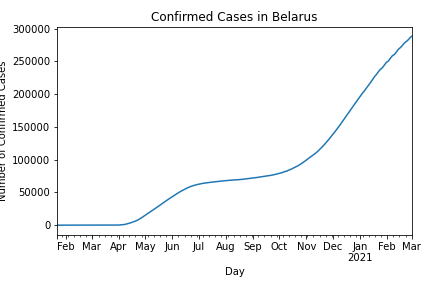 Confirmed Cases in Belarus
Number of Confirmed Cases
300000
250000
200000
150000
100000
50000
0
Feb Mar Apr May Jun Jul Aug Sep Oct Nov Dec Jan Feb Mar
2021
Day